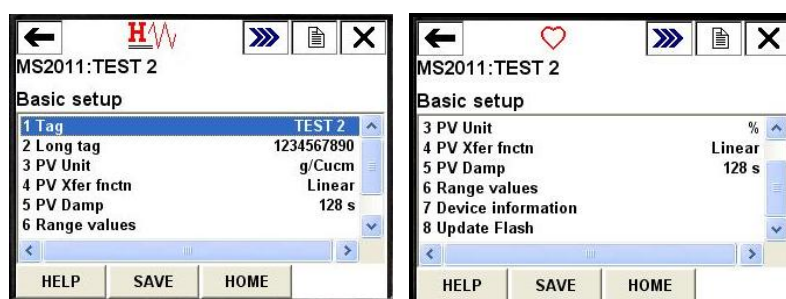 H
MS2011:TEST 2
Basic setup
1 Tag TEST 2
2 Long tag 1234567890
3 PV Unit g/Cucm
4 PV Xfer fnctn Linear
5 PV Damp 128 s
6 Range values
HELP SAVE HOME
MS2011:TEST 2
Basic setup
3 PV Unit %
4 PV Xfer fnctn Linear
5 PV Damp 128 s
6 Range values
7 Device information
8 Update Flash
HELP SAVE HOME